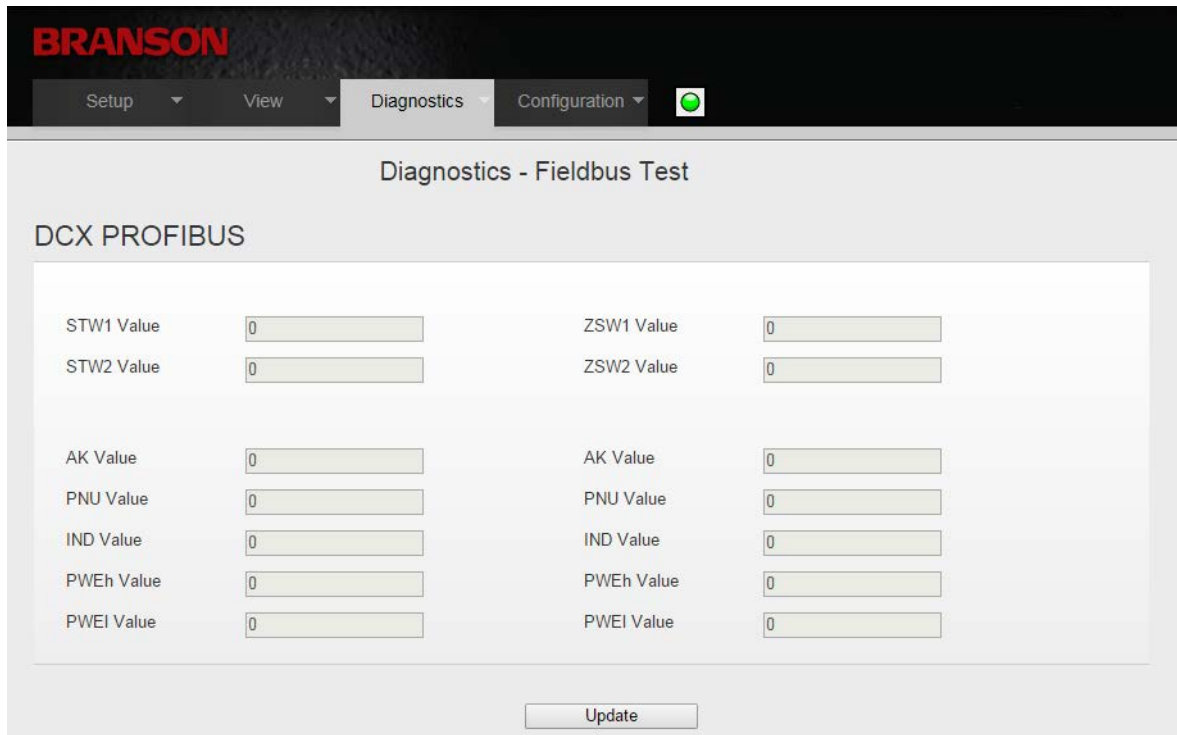 BRANSON
Setup View Diagnostics Configuration
Diagnostics - Fieldbus Test
DCX PROFIBUS
STW1 Value 0 ZSW1 Value 0
STW2 Value 0 ZSW2 Value 0
AK Value 0 AK Value 0
PNU Value 0 PNU Value 0
IND Value 0 IND Value 0
PWEh Value 0 PWEh Value 0
PWEl Value 0 PWEl Value 0
Update